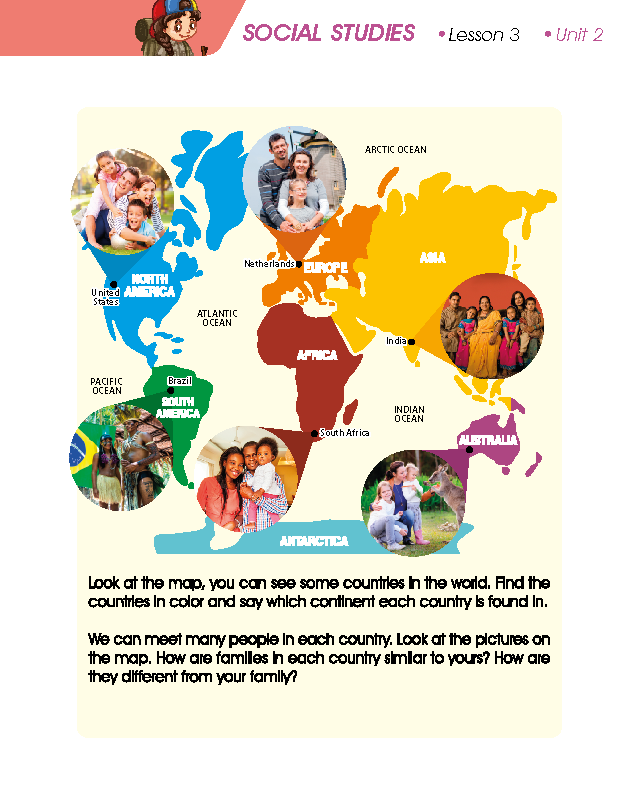 SOCIAL STUDIES • Lesson 3 • Unit 2
ARCTIC OCEAN
ASIA
Netherlands
EUROPE
NORTH
AMERICA
United
States
ATLANTIC
OCEAN
India
AFRICA
PACIFIC
OCEAN
Brazil
SOUTH
AMERICA
INDIAN
OCEAN
South Africa
AUSTRALIA
ANTARCTICA
Look at the map, you can see some countries in the world. Find the
countries in color and say which continent each country is found in.
We can meet many people in each country. Look at the pictures on
the map. How are families in each country similar to yours? How are
they different from your family?